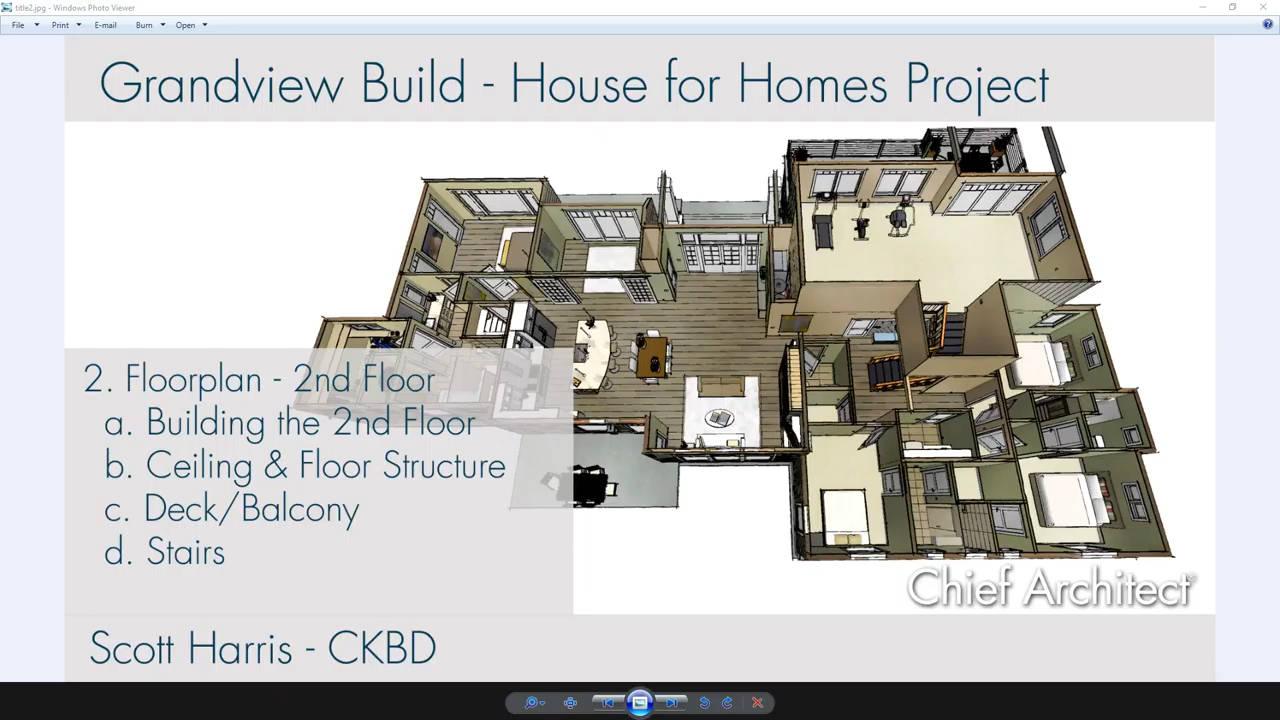 title2.jpg - Windows Photo Viewer
File Print E-mail Burn Open
Grandview Build - House for Homes Project
2. Floorplan - 2nd Floor
a. Building the 2nd Floor
b. Ceiling & Floor Structure
c. Deck/Balcony
d. Stairs
Chief Architect®
Scott Harris - CKBD